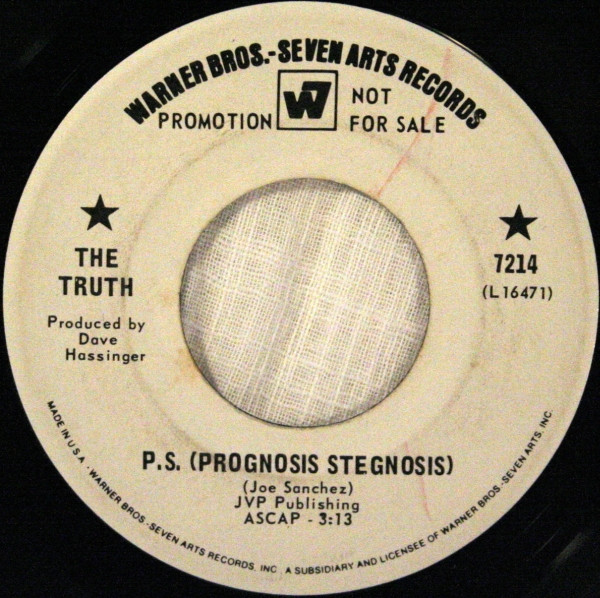 WARNER BROS.-SEVEN ARTS RECORDS
PROMOTION W7 NOT
FOR SALE
THE
TRUTH
Produced by
Dave
Hassinger
7214
(L16471)
P.S. (PROGNOSIS STEGNOSIS)
(Joe Sanchez)
JVP Publishing
ASCAP - 3:13
MADE IN U.S.A. · WARNER BROS.-SEVEN ARTS RECORDS, INC., A SUBSIDIARY AND LICENSEE OF WARNER BROS.-SEVEN ARTS, INC.